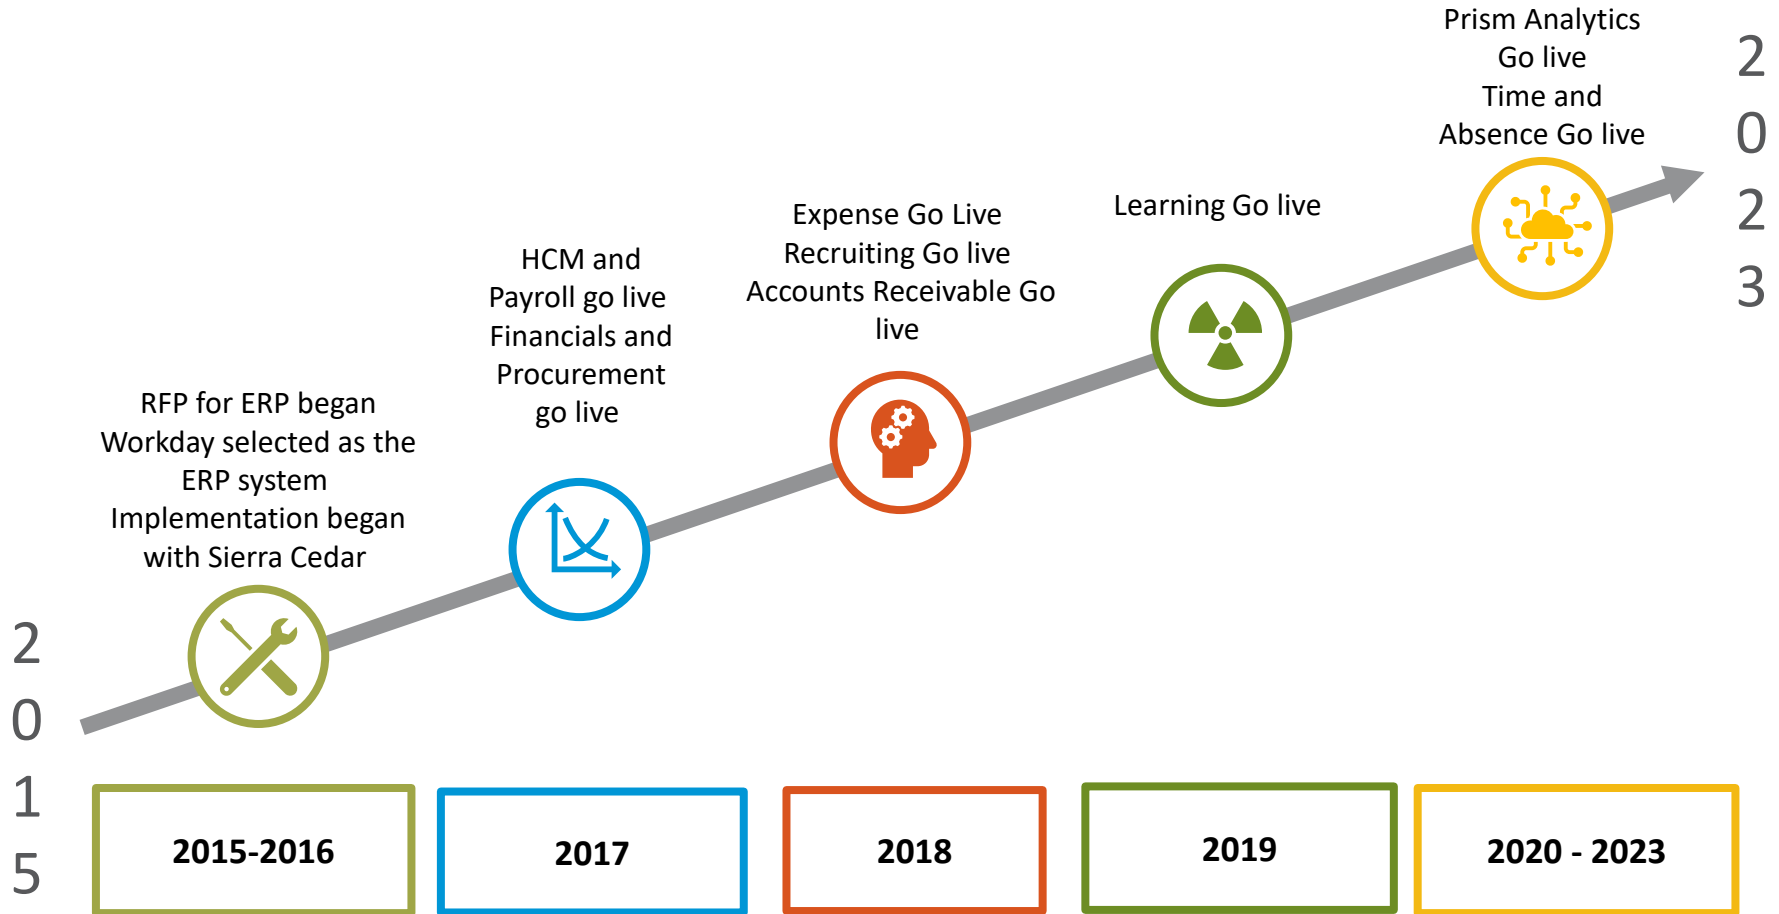 RFP for ERP began
Workday selected as the
ERP system
Implementation began
with Sierra Cedar
HCM and
Payroll go live
Financials and
Procurement
go live
Expense Go Live
Recruiting Go live
Accounts Receivable Go
live
Learning Go live
Prism Analytics
Go live
Time and
Absence Go live
2
0
1
5
2
0
2
3
2015-2016
2017
2018
2019
2020 - 2023